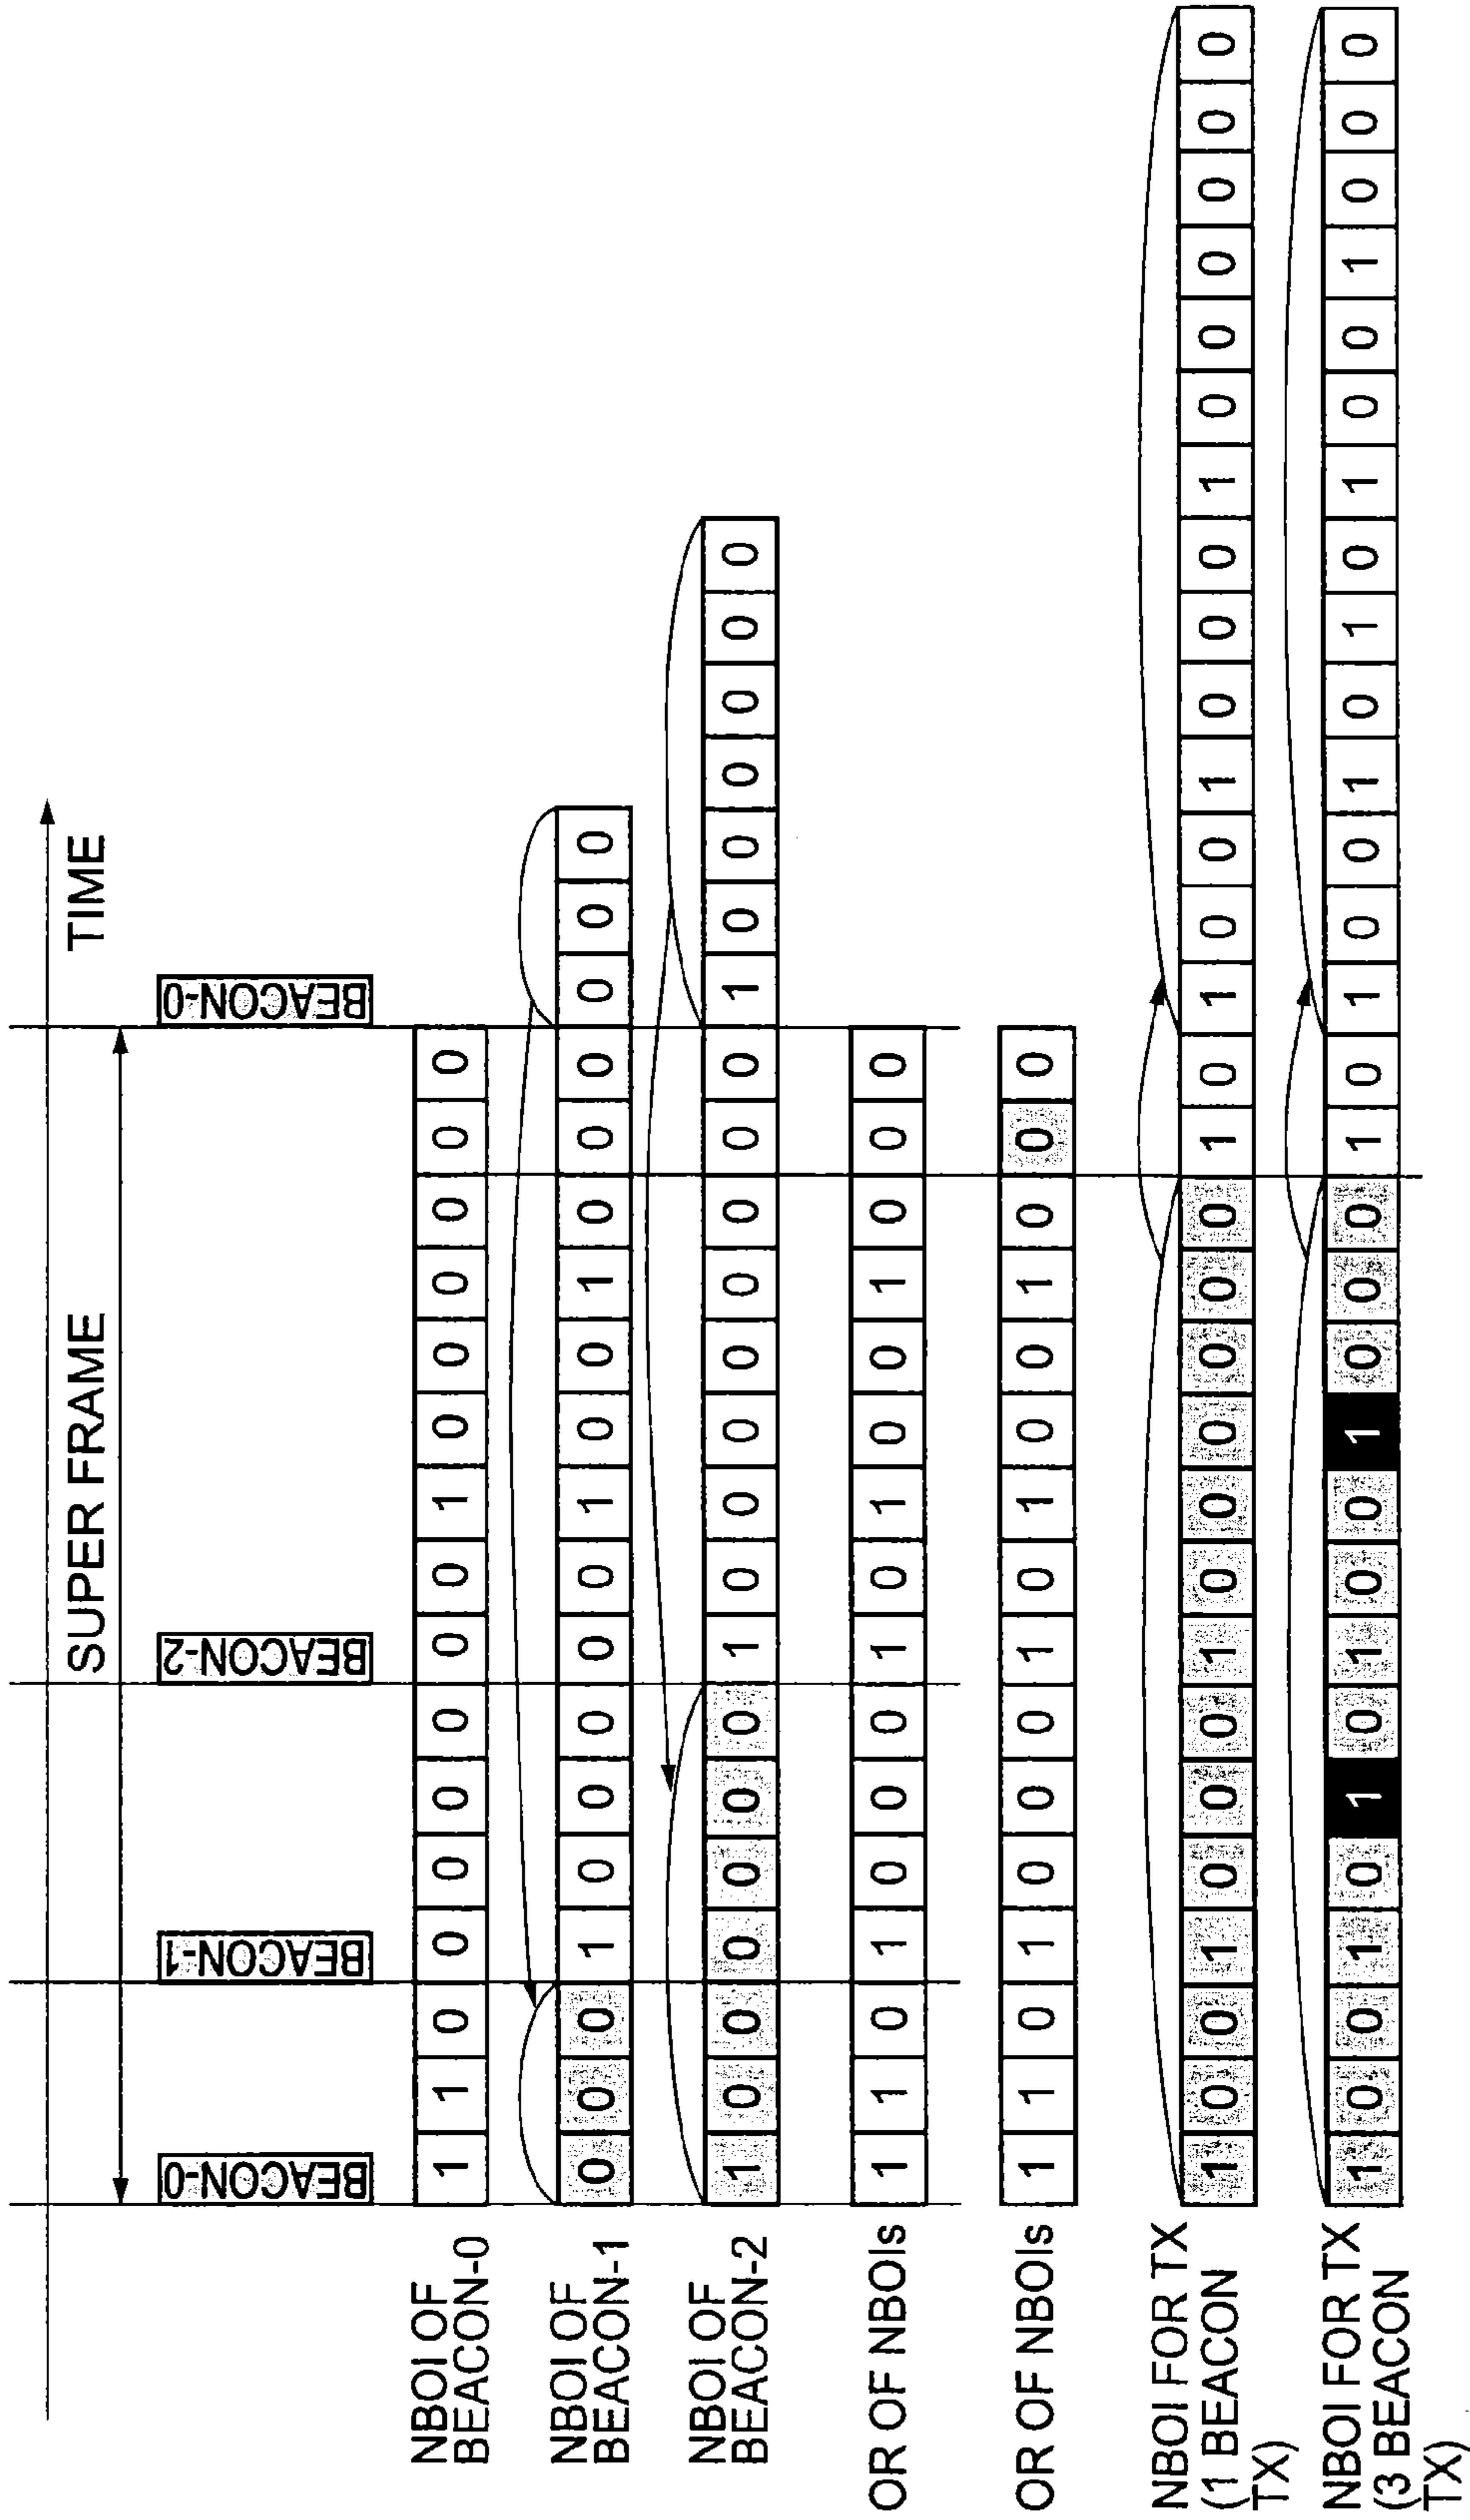 TIME
SUPER FRAME
BEACON-0 BEACON-1 BEACON-2 BEACON-0
NBOI OF
BEACON-0
1 1 0 0 0 0 0 0 0 1 0 0 0 0 0 0
NBOI OF
BEACON-1
0 0 0 1 0 0 0 0 0 1 0 0 1 0 0 0 0 0 0
NBOI OF
BEACON-2
1 0 0 0 0 0 0 1 0 0 0 0 0 0 0 0 1 0 0 0 0 0 0
OR OF NBOIs 1 1 0 1 0 0 0 1 0 1 0 0 1 0 0 0
OR OF NBOIs 1 1 0 1 0 0 0 1 0 1 0 0 1 0 0 0
NBOI FOR TX
(1 BEACON
TX)
1 0 0 1 0 0 0 1 0 0 0 0 0 0 1 0 1 0 0 1 0 0 0 1 0 0 0 0 0 0
NBOI FOR TX
(3 BEACON
TX)
1 0 0 1 0 1 0 1 0 0 1 0 0 0 1 0 1 0 0 1 0 1 0 1 0 0 1 0 0 0